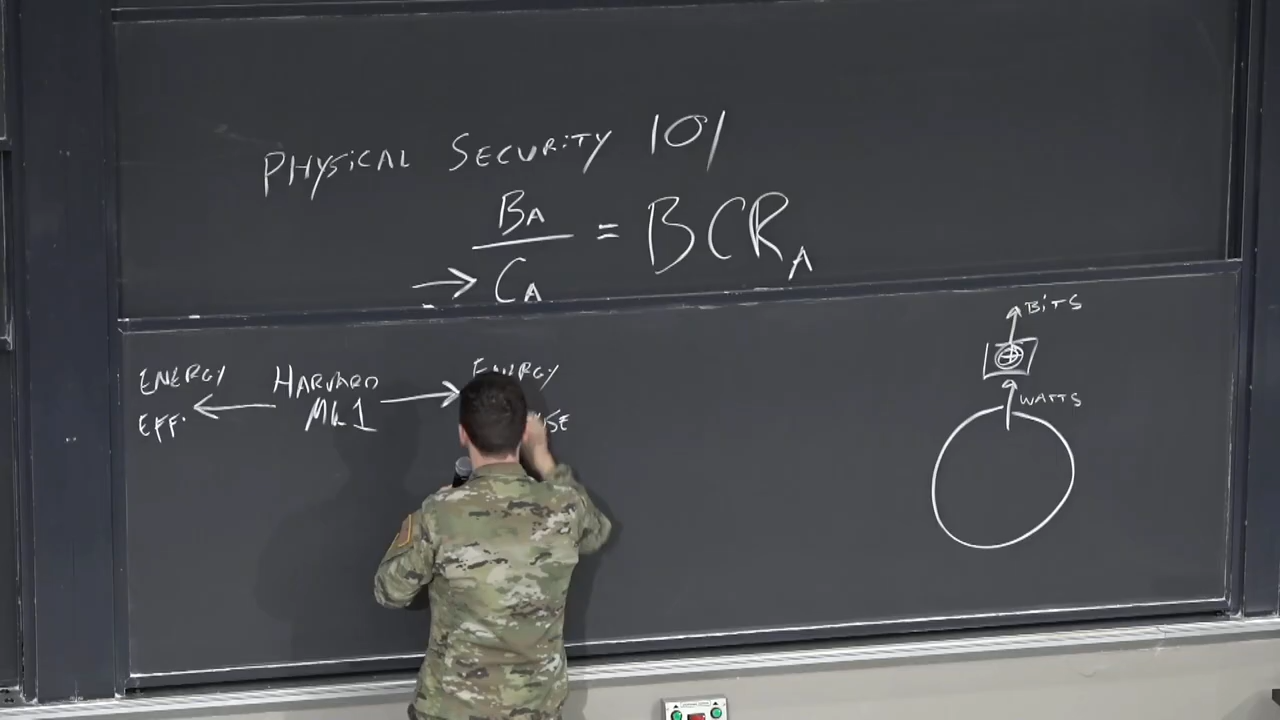 PHYSiCAL SECURiTY 101
BA
= BCRA
→ CA
BiTS
WATTS
ENERGY
EFF.
HARVARD
Mk 1
ENERGY